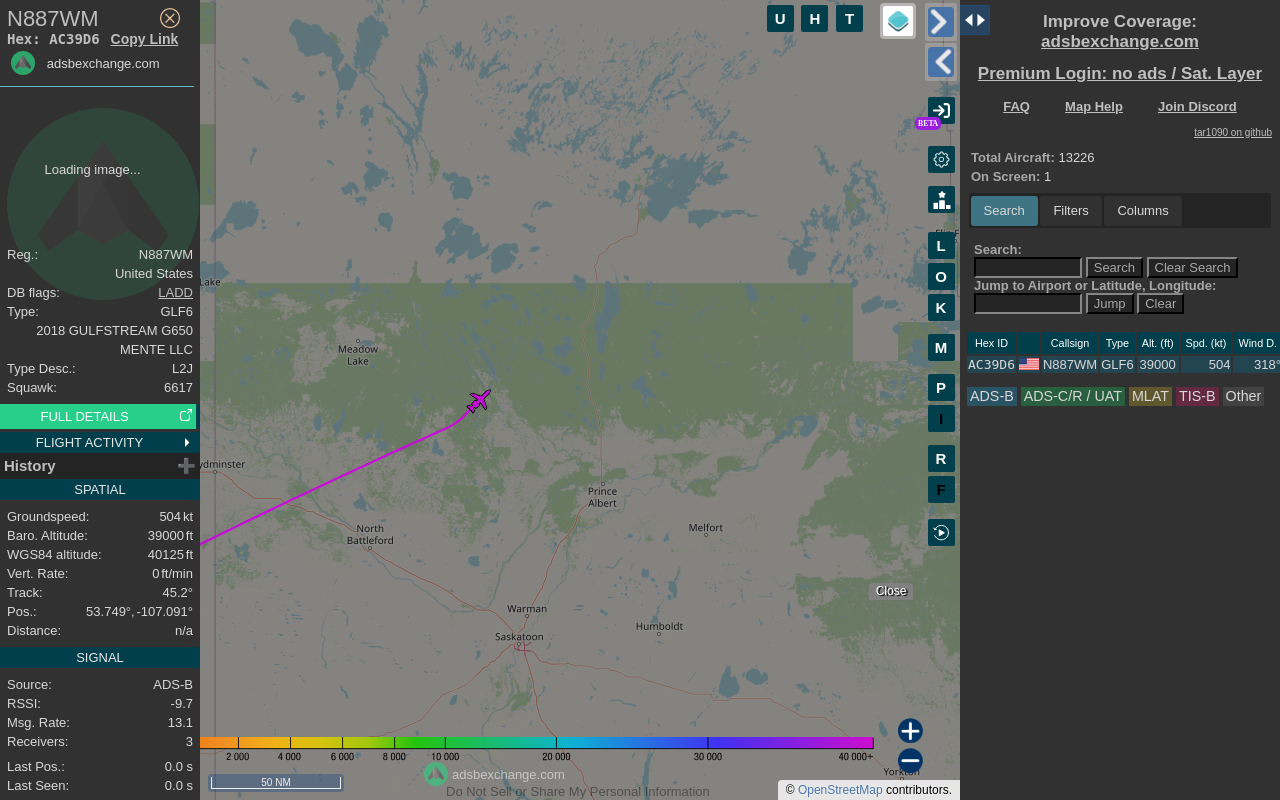 N887WM
Hex: AC39D6 Copy Link
adsbexchange.com
Loading image...
Reg.: N887WM
United States
DB flags: LADD
Type: GLF6
2018 GULFSTREAM G650
MENTE LLC
Type Desc.: L2J
Squawk: 6617
FULL DETAILS
FLIGHT ACTIVITY
History
SPATIAL
Groundspeed: 504 kt
Baro. Altitude: 39000 ft
WGS84 altitude: 40125 ft
Vert. Rate: 0 ft/min
Track: 45.2°
Pos.: 53.749°, -107.091°
Distance: n/a
SIGNAL
Source: ADS-B
RSSI: -9.7
Msg. Rate: 13.1
Receivers: 3
Last Pos.: 0.0 s
Last Seen: 0.0 s
U H T
BETA
L
O
K
M
P
I
R
F
Lake
Meadow
Lake
ydminster
Prince
Albert
North
Battleford
Melfort
Warman
Humboldt
Saskatoon
Close
2 000 4 000 6 000 8 000 10 000 20 000 30 000 40 000+
Yorkton
50 NM
adsbexchange.com
Do Not Sell or Share My Personal Information
© OpenStreetMap contributors.
Improve Coverage:
adsbexchange.com
Premium Login: no ads / Sat. Layer
FAQ Map Help Join Discord
tar1090 on github
Total Aircraft: 13226
On Screen: 1
Search Filters Columns
Search:
Search Clear Search
Jump to Airport or Latitude, Longitude:
Jump Clear
Hex ID Callsign Type Alt. (ft) Spd. (kt) Wind D.
AC39D6 N887WM GLF6 39000 504 318°
ADS-B ADS-C/R / UAT MLAT TIS-B Other